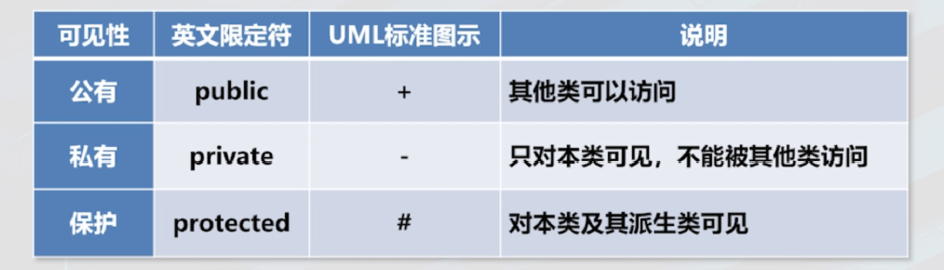 可见性 英文限定符 UML标准图示 说明
公有 public + 其他类可以访问
私有 private - 只对本类可见，不能被其他类访问
保护 protected # 对本类及其派生类可见